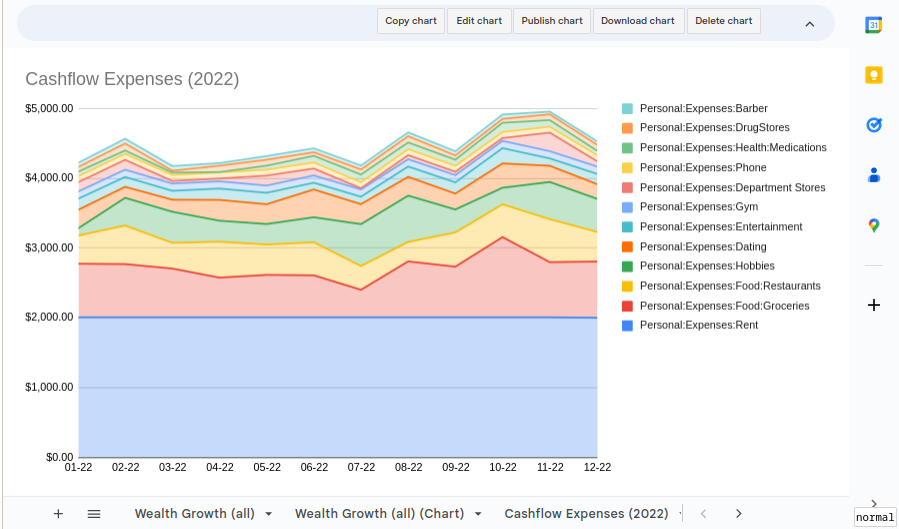 Copy chart Edit chart Publish chart Download chart Delete chart
31
Cashflow Expenses (2022)
$5,000.00
$4,000.00
$3,000.00
$2,000.00
$1,000.00
$0.00
01-22 02-22 03-22 04-22 05-22 06-22 07-22 08-22 09-22 10-22 11-22 12-22
Personal:Expenses:Barber
Personal:Expenses:DrugStores
Personal:Expenses:Health:Medications
Personal:Expenses:Phone
Personal:Expenses:Department Stores
Personal:Expenses:Gym
Personal:Expenses:Entertainment
Personal:Expenses:Dating
Personal:Expenses:Hobbies
Personal:Expenses:Food:Restaurants
Personal:Expenses:Food:Groceries
Personal:Expenses:Rent
Wealth Growth (all) Wealth Growth (all) (Chart) Cashflow Expenses (2022)
normal